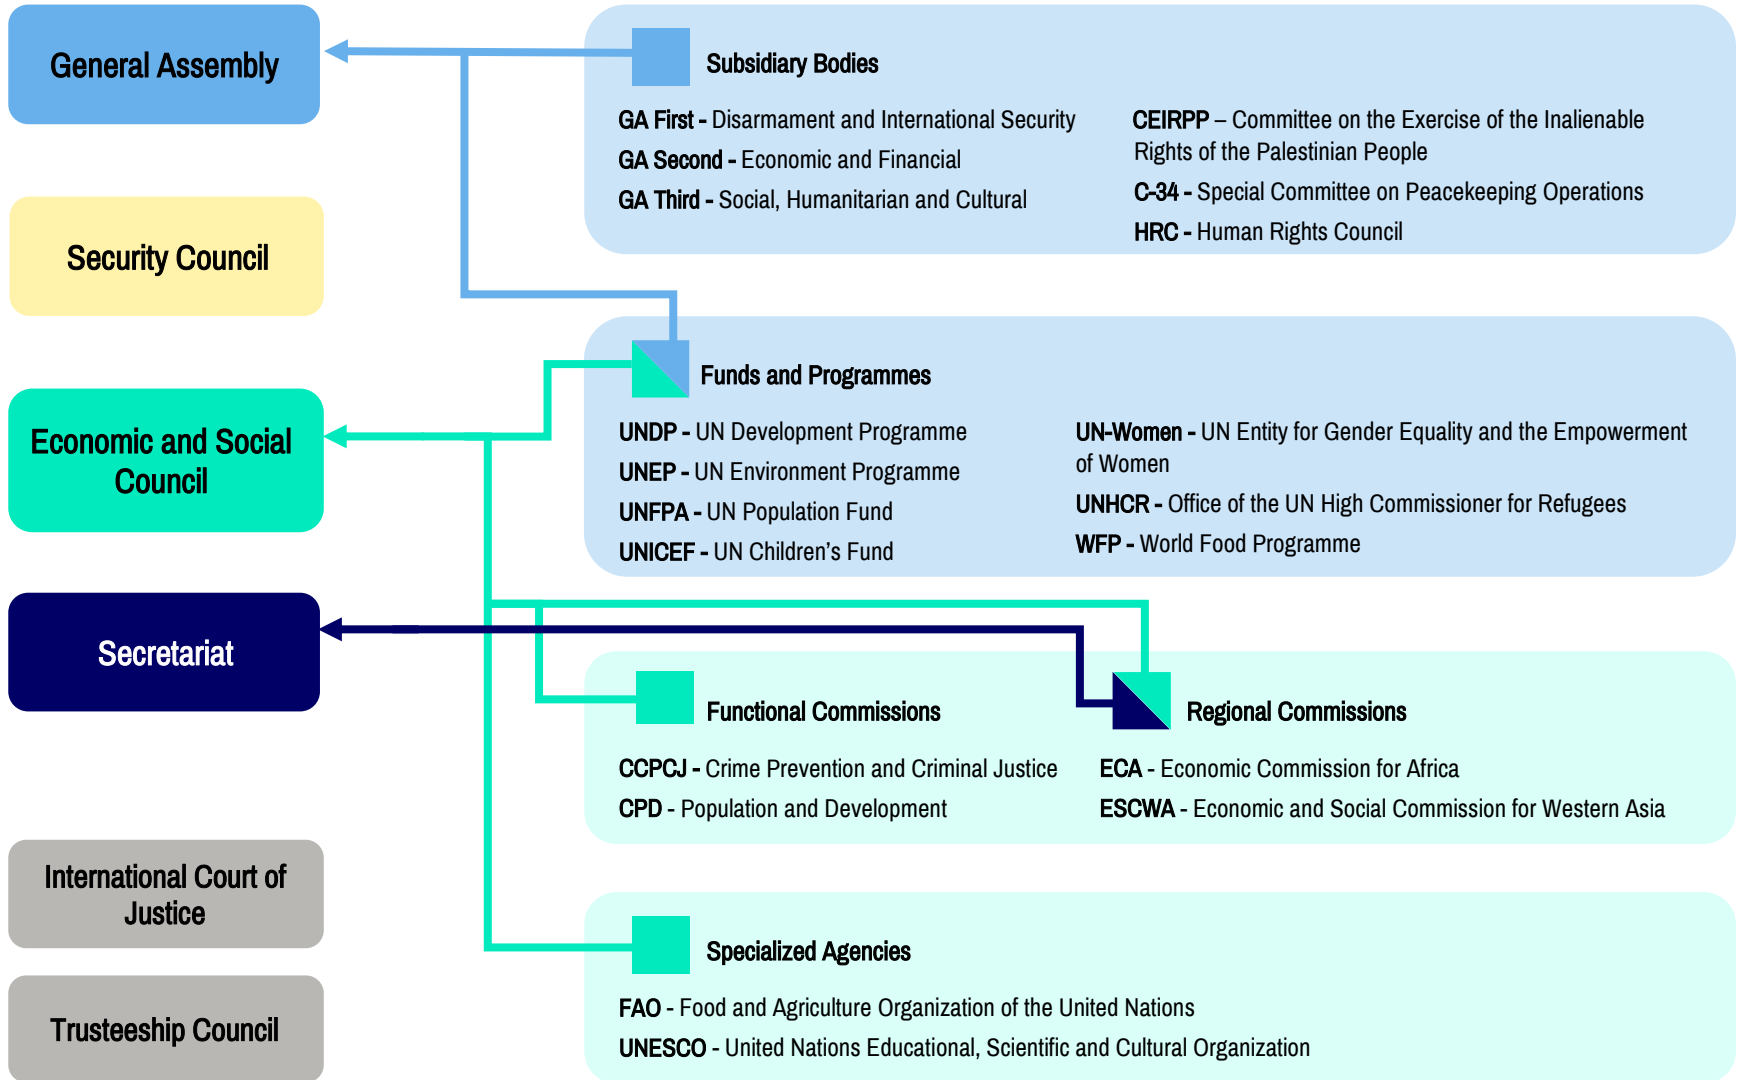 General Assembly
Security Council
Economic and Social
Council
Secretariat
International Court of
Justice
Trusteeship Council
Subsidiary Bodies
GA First - Disarmament and International Security
GA Second - Economic and Financial
GA Third - Social, Humanitarian and Cultural
CEIRPP – Committee on the Exercise of the Inalienable
Rights of the Palestinian People
C-34 - Special Committee on Peacekeeping Operations
HRC - Human Rights Council
Funds and Programmes
UNDP - UN Development Programme
UNEP - UN Environment Programme
UNFPA - UN Population Fund
UNICEF - UN Children’s Fund
UN-Women - UN Entity for Gender Equality and the Empowerment
of Women
UNHCR - Office of the UN High Commissioner for Refugees
WFP - World Food Programme
Functional Commissions
CCPCJ - Crime Prevention and Criminal Justice
CPD - Population and Development
Regional Commissions
ECA - Economic Commission for Africa
ESCWA - Economic and Social Commission for Western Asia
Specialized Agencies
FAO - Food and Agriculture Organization of the United Nations
UNESCO - United Nations Educational, Scientific and Cultural Organization